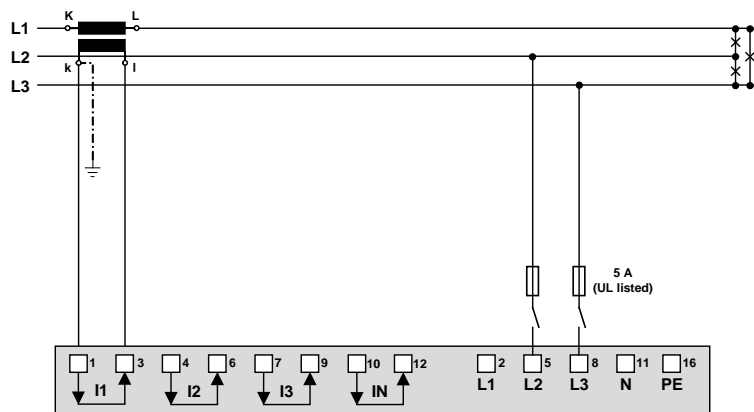 K L
L1
L2
k l
L3
5 A
(UL listed)
1 3 4 6 7 9 10 12 2 5 8 11 16
I1 I2 I3 IN L1 L2 L3 N PE